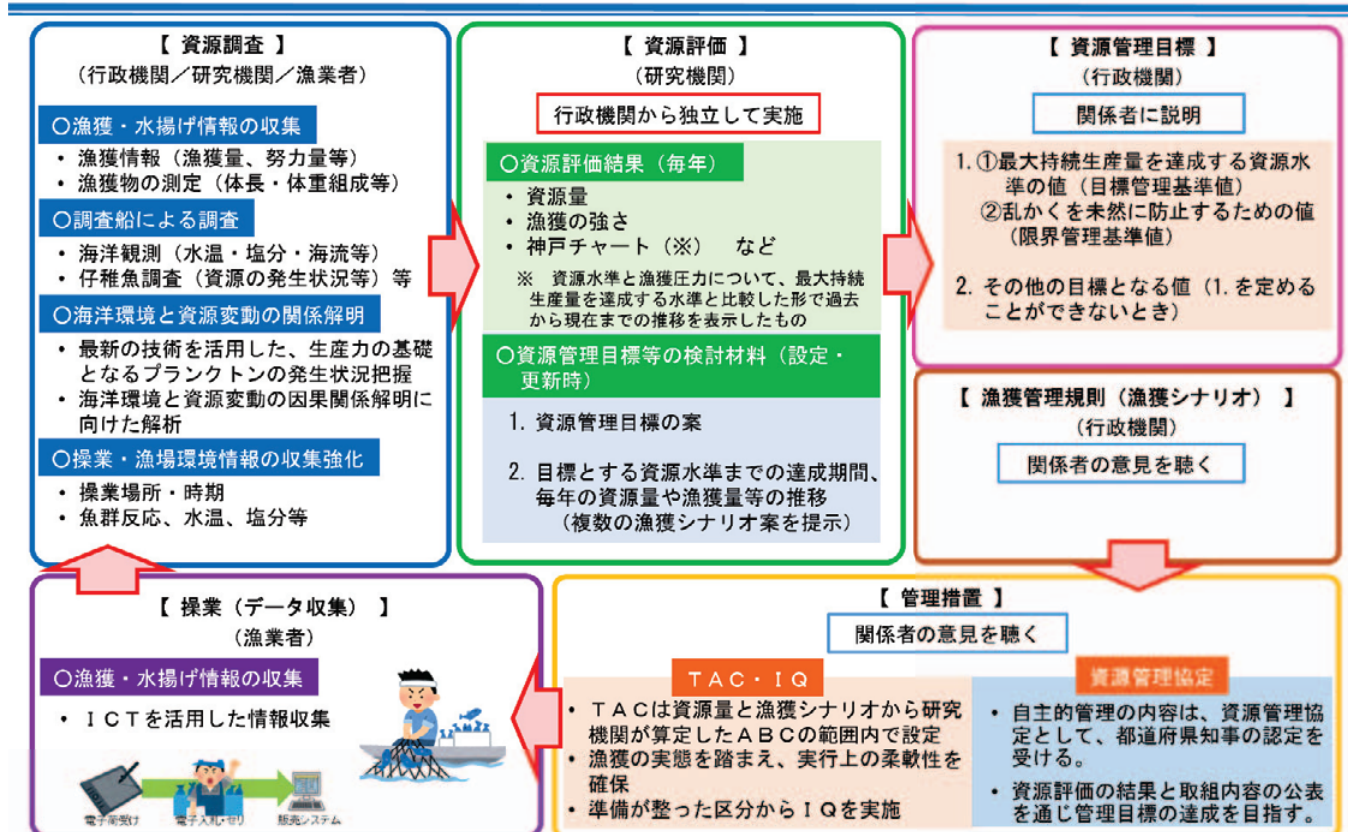 【 資源調査 】
（行政機関／研究機関／漁業者）
〇漁獲・水揚げ情報の収集
・ 漁獲情報（漁獲量、努力量等）
・ 漁獲物の測定（体長・体重組成等）
〇調査船による調査
・ 海洋観測（水温・塩分・海流等）
・ 仔稚魚調査（資源の発生状況等）等
〇海洋環境と資源変動の関係解明
・ 最新の技術を活用した、生産力の基礎
となるプランクトンの発生状況把握
・ 海洋環境と資源変動の因果関係解明に
向けた解析
〇操業・漁場環境情報の収集強化
・ 操業場所・時期
・ 魚群反応、水温、塩分等
【 資源評価 】
（研究機関）
行政機関から独立して実施
〇資源評価結果（毎年）
・ 資源量
・ 漁獲の強さ
・ 神戸チャート（※） など
※ 資源水準と漁獲圧力について、最大持続
生産量を達成する水準と比較した形で過去
から現在までの推移を表示したもの
〇資源管理目標等の検討材料（設定・
更新時）
1. 資源管理目標の案
2. 目標とする資源水準までの達成期間、
毎年の資源量や漁獲量等の推移
（複数の漁獲シナリオ案を提示）
【 資源管理目標 】
（行政機関）
関係者に説明
1. ①最大持続生産量を達成する資源水
準の値（目標管理基準値）
②乱かくを未然に防止するための値
（限界管理基準値）
2. その他の目標となる値（1. を定める
ことができないとき）
【 漁獲管理規則（漁獲シナリオ） 】
（行政機関）
関係者の意見を聴く
【 管理措置 】
関係者の意見を聴く
ＴＡＣ・ＩＱ
・ ＴＡＣは資源量と漁獲シナリオから研究
機関が算定したＡＢＣの範囲内で設定
・ 漁獲の実態を踏まえ、実行上の柔軟性を
確保
・ 準備が整った区分からＩＱを実施
資源管理協定
・ 自主的管理の内容は、資源管理協
定として、都道府県知事の認定を
受ける。
・ 資源評価の結果と取組内容の公表
を通じ管理目標の達成を目指す。
【 操業（データ収集） 】
（漁業者）
〇漁獲・水揚げ情報の収集
・ ＩＣＴを活用した情報収集
電子荷受け
電子入札・セリ
販売システム